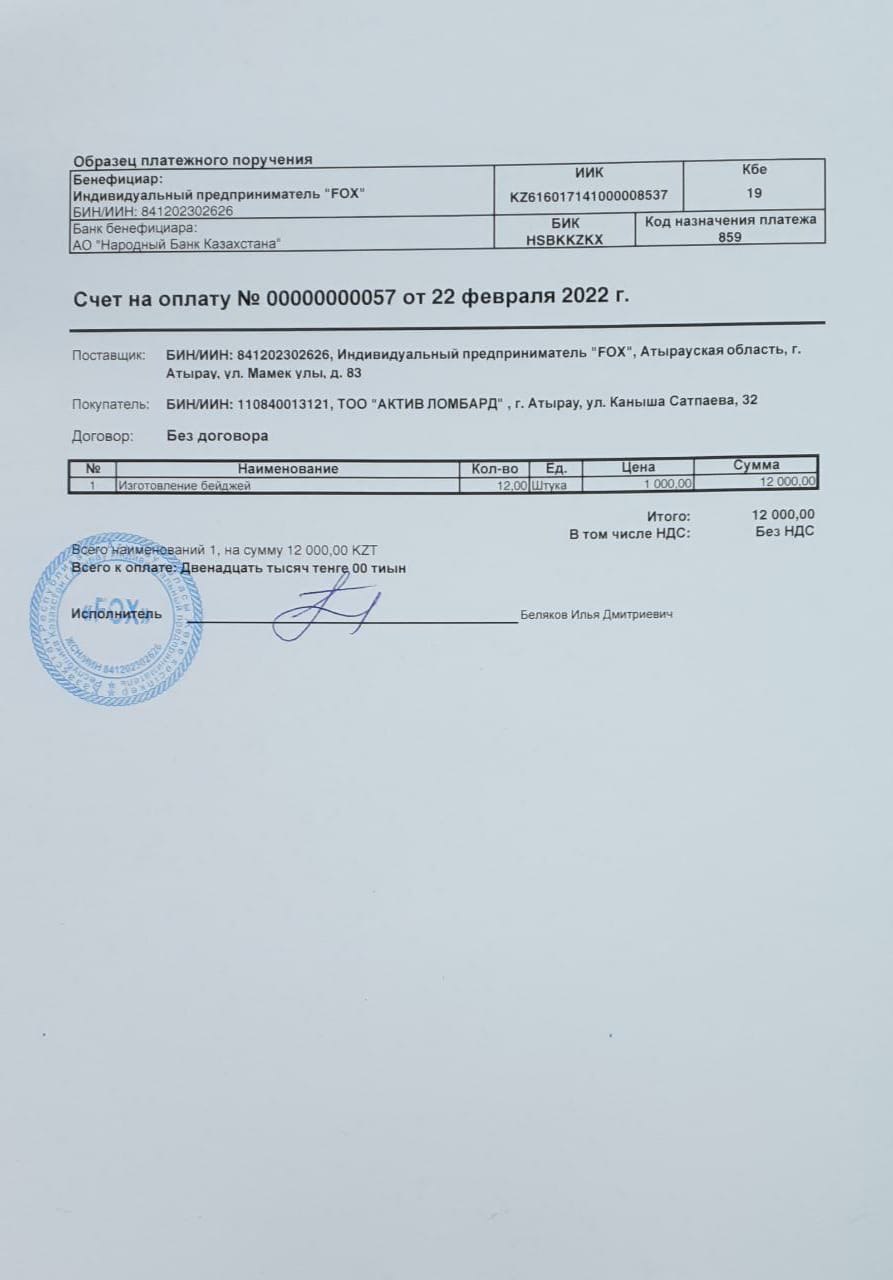 Образец платежного поручения
Бенефициар:
Индивидуальный предприниматель "FOX"
БИН/ИИН: 841202302626
ИИК
KZ616017141000008537
Кбе
19
Банк бенефициара:
АО "Народный Банк Казахстана"
БИК
HSBKKZKX
Код назначения платежа
859
Счет на оплату № 00000000057 от 22 февраля 2022 г.
Поставщик: БИН/ИИН: 841202302626, Индивидуальный предприниматель "FOX", Атырауская область, г.
Атырау, ул. Мамек улы, д. 83
Покупатель: БИН/ИИН: 110840013121, ТОО "АКТИВ ЛОМБАРД" , г. Атырау, ул. Каныша Сатпаева, 32
Договор: Без договора
№ Наименование Кол-во Ед. Цена Сумма
1 Изготовление бейджей 12,00 Штука 1 000,00 12 000,00
Итого: 12 000,00
В том числе НДС: Без НДС
Всего наименований 1, на сумму 12 000,00 KZT
Всего к оплате: Двенадцать тысяч тенге 00 тиын
Исполнитель Беляков Илья Дмитриевич
«FOX»
ЖСН/ИИН 841202302626